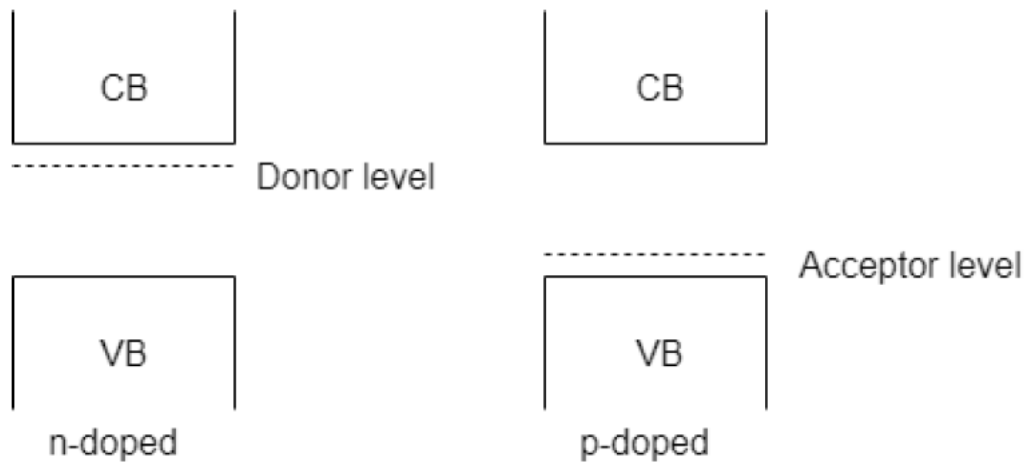 CB
CB
Donor level
Acceptor level
VB
VB
n-doped
p-doped